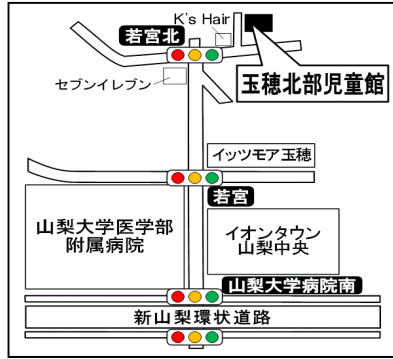 K's Hair
若宮北
玉穂北部児童館
セブンイレブン
イッツモア玉穂
若宮
山梨大学医学部
附属病院
イオンタウン
山梨中央
山梨大学病院南
新山梨環状道路